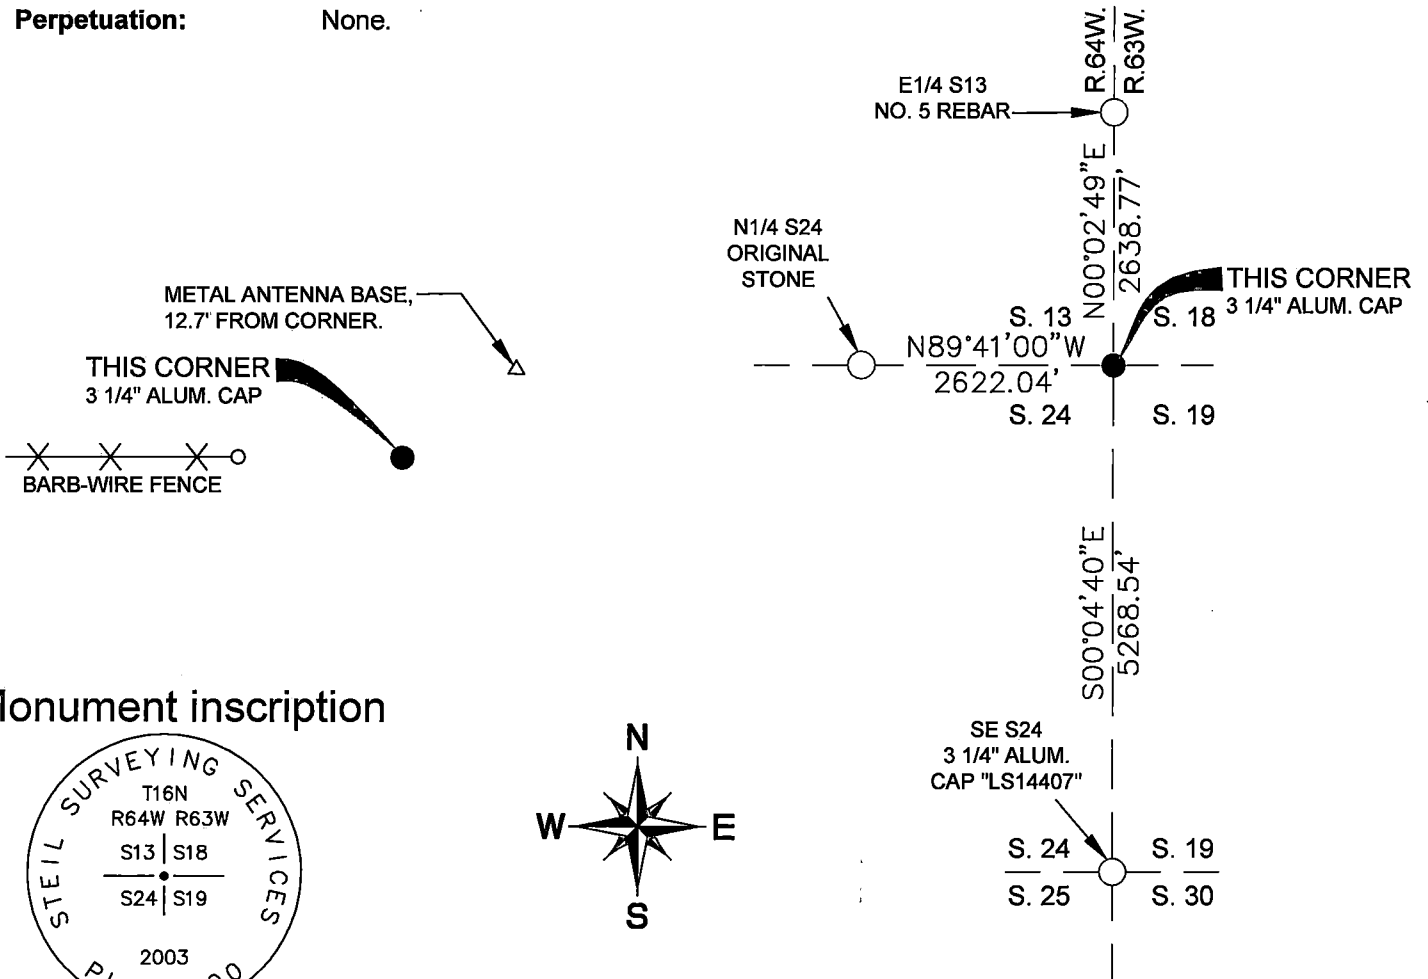 Perpetuation: None.
R.64W.
R.63W.
E1/4 S13
NO. 5 REBAR
N00°02'49"E
2638.77'
N1/4 S24
ORIGINAL
STONE
METAL ANTENNA BASE,
12.7' FROM CORNER.
THIS CORNER
3 1/4" ALUM. CAP
BARB-WIRE FENCE
THIS CORNER
3 1/4" ALUM. CAP
S. 13 S. 18
N89°41'00"W
2622.04'
S. 24 S. 19
S00°04'40"E
5268.54'
SE S24
3 1/4" ALUM.
CAP "LS14407"
S. 24 S. 19
S. 25 S. 30
Monument inscription
STEIL SURVEYING SERVICES
T16N
R64W R63W
S13 S18
S24 S19
2003
N
W E
S